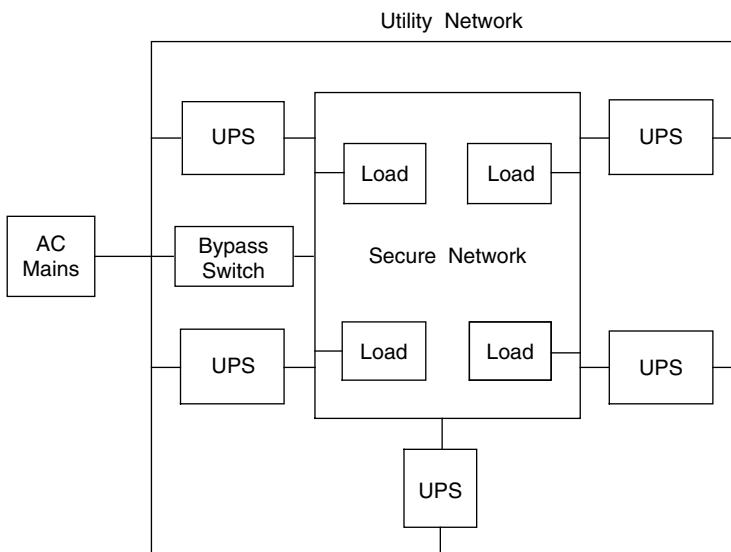 Utility Network
UPS
UPS
Load
Load
AC
Mains
Bypass
Switch
Secure Network
UPS
Load
Load
UPS
UPS